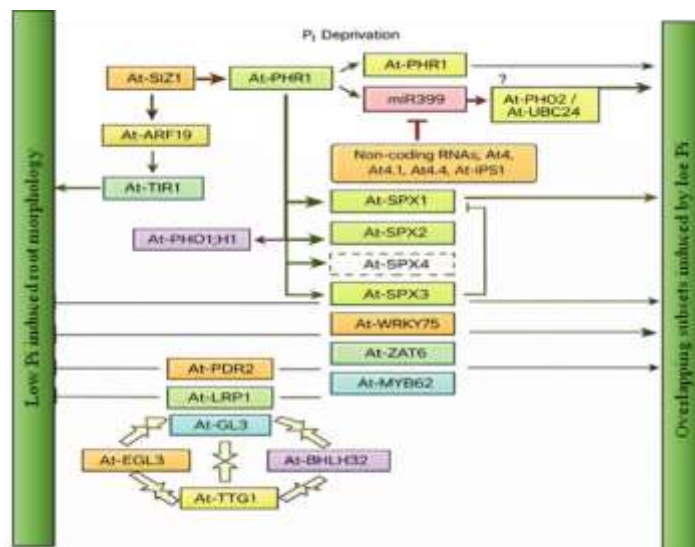 Pi Deprivation
At-SIZ1
At-PHR1
At-PHR1
miR399
?
At-PHO2 /
At-UBC24
At-ARF19
Non-coding RNAs, At4,
At4.1, At4.4, At-IPS1
At-TIR1
At-SPX1
At-PHO1;H1
At-SPX2
At-SPX4
At-SPX3
At-WRKY75
At-ZAT6
At-PDR2
At-MYB62
At-LRP1
At-GL3
At-EGL3
At-BHLH32
At-TTG1
Low Pi induced root morphology
Overlapping subsets induced by loe Pi